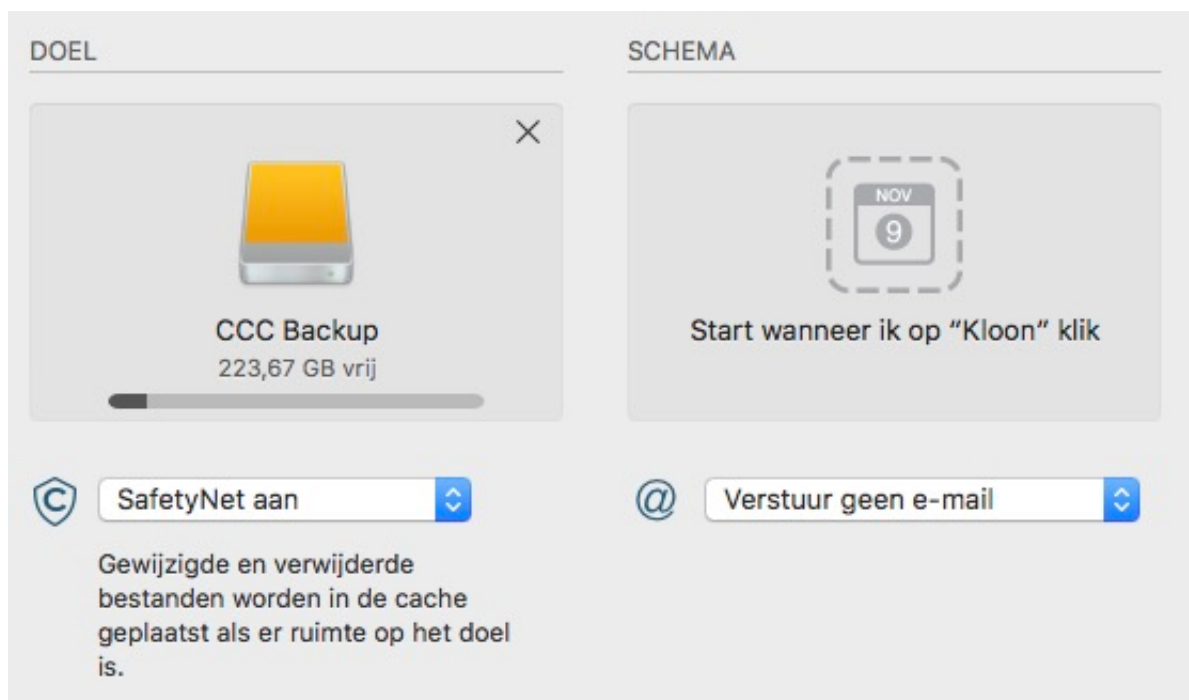 DOEL
SCHEMA
CCC Backup
223,67 GB vrij
NOV
9
Start wanneer ik op “Kloon” klik
C
SafetyNet aan
Gewijzigde en verwijderde
bestanden worden in de cache
geplaatst als er ruimte op het doel
is.
@
Verstuur geen e-mail